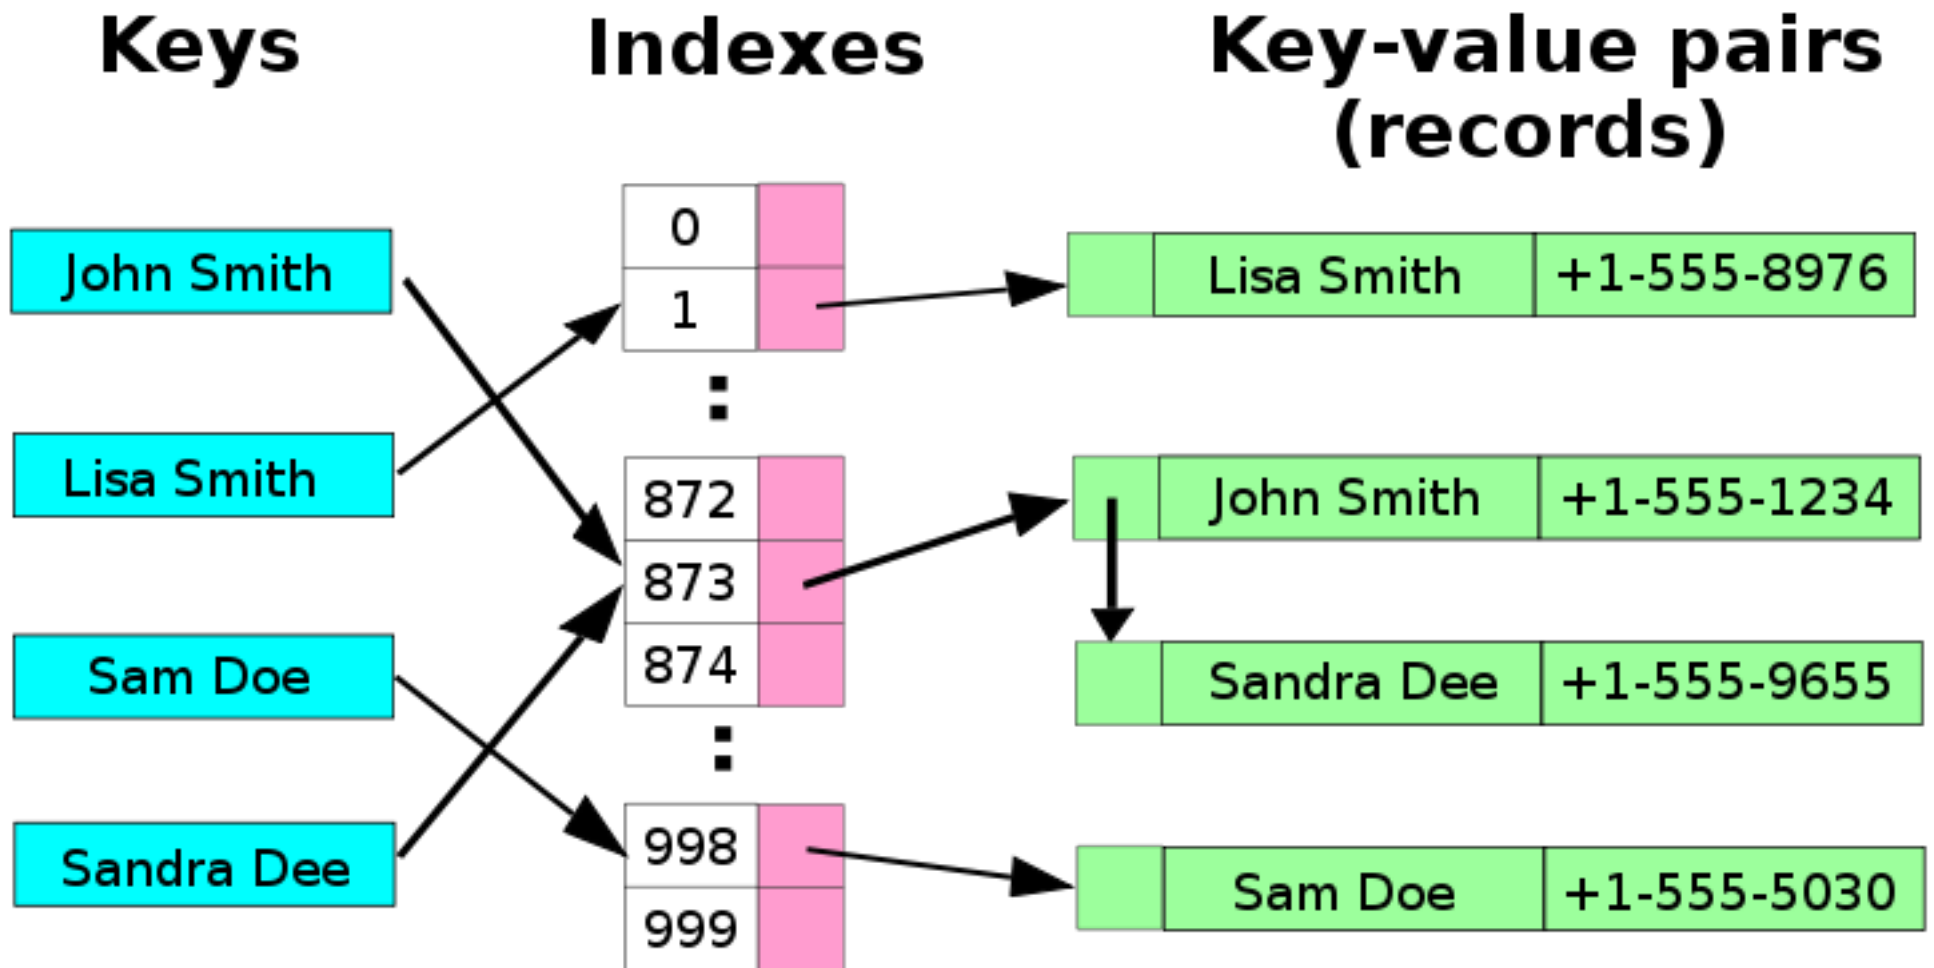 Keys
Indexes
Key-value pairs
(records)
John Smith
Lisa Smith
Sam Doe
Sandra Dee
0
1
:
872
873
874
:
998
999
Lisa Smith +1-555-8976
John Smith +1-555-1234
Sandra Dee +1-555-9655
Sam Doe +1-555-5030